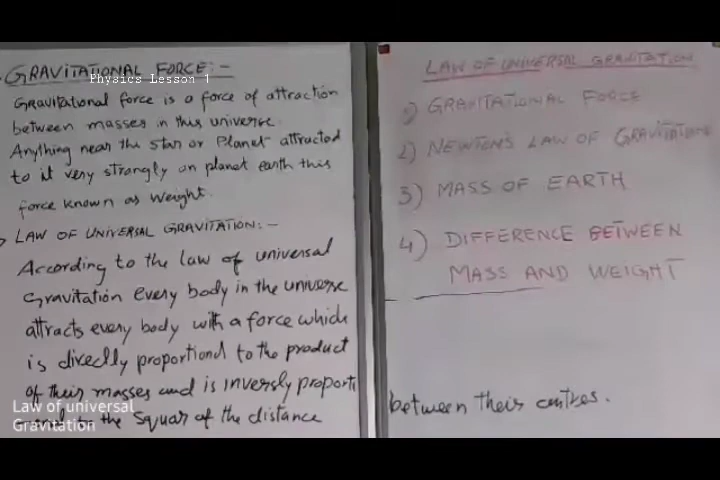 GRAVITATIONAL FORCE:-
Physics Lesson 1
Gravitational force is a force of attraction
between masses in this universe.
Anything near the star or Planet attracted
to it very strongly on planet earth this
force known as weight.
LAW OF UNIVERSAL GRAVITATION:-
According to the law of universal
Gravitation every body in the universe
attracts every body with a force which
is directly proportional to the product
of their masses and is inversly proporti
to the Squar of the distance
Law of universal
Gravitation
LAW OF UNIVERSAL GRAVITATION
1) GRAVITATIONAL FORCE
2) NEWTON'S LAW OF GRAVITATION
3) MASS OF EARTH
4) DIFFERENCE BETWEEN
MASS AND WEIGHT
between their centres.